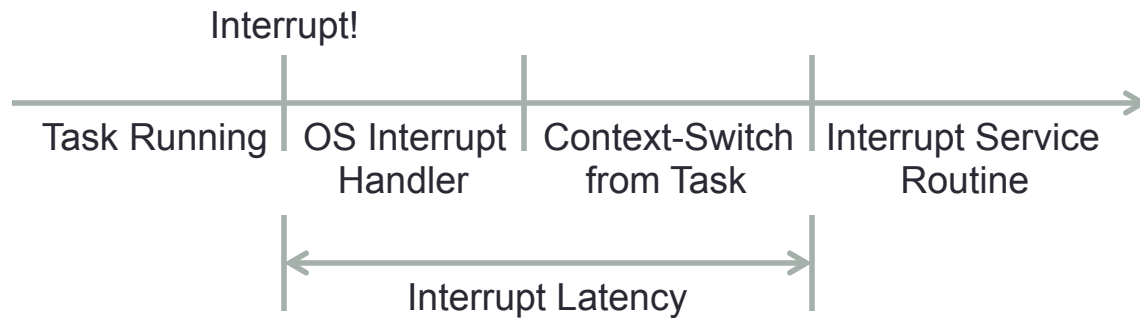 Interrupt!
Task Running
OS Interrupt
Handler
Context-Switch
from Task
Interrupt Service
Routine
Interrupt Latency